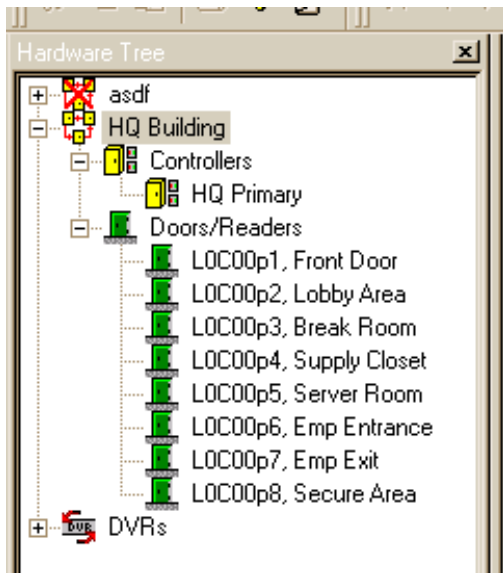 Hardware Tree
asdf
HQ Building
Controllers
HQ Primary
Doors/Readers
L0C00p1, Front Door
L0C00p2, Lobby Area
L0C00p3, Break Room
L0C00p4, Supply Closet
L0C00p5, Server Room
L0C00p6, Emp Entrance
L0C00p7, Emp Exit
L0C00p8, Secure Area
DVR DVRs